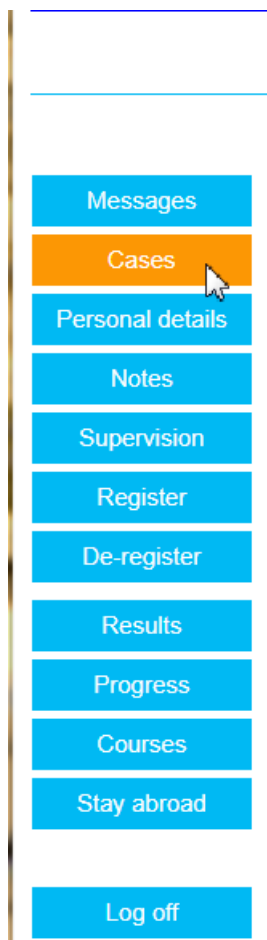 Messages
Cases
Personal details
Notes
Supervision
Register
De-register
Results
Progress
Courses
Stay abroad
Log off